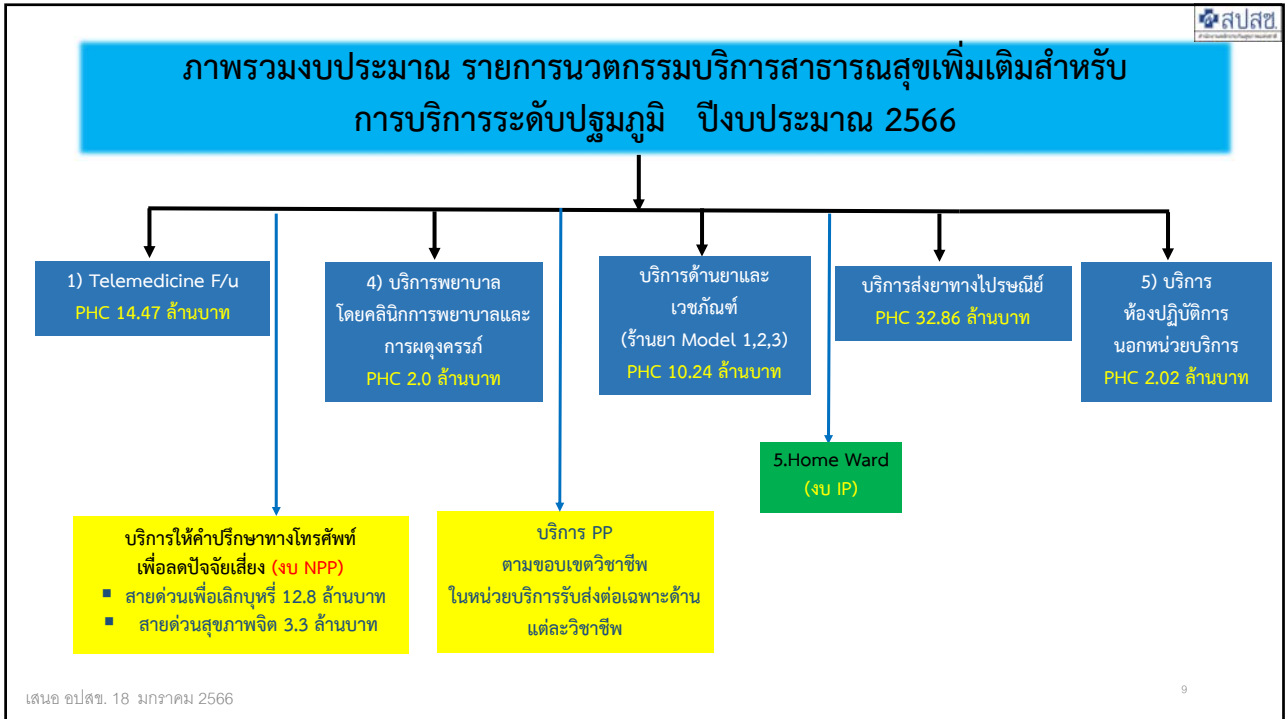 สปสช.
ภาพรวมงบประมาณ รายการนวตกรรมบริการสาธารณสุขเพิ่มเติมสำหรับ
การบริการระดับปฐมภูมิ ปีงบประมาณ 2566
1) Telemedicine F/u
PHC 14.47 ล้านบาท
4) บริการพยาบาล
โดยคลินิกการพยาบาลและ
การผดุงครรภ์
PHC 2.0 ล้านบาท
บริการด้านยาและ
เวชภัณฑ์
(ร้านยา Model 1,2,3)
PHC 10.24 ล้านบาท
บริการส่งยาทางไปรษณีย์
PHC 32.86 ล้านบาท
5) บริการ
ห้องปฏิบัติการ
นอกหน่วยบริการ
PHC 2.02 ล้านบาท
5.Home Ward
(งบ IP)
บริการให้คำปรึกษาทางโทรศัพท์
เพื่อลดปัจจัยเสี่ยง (งบ NPP)
▪ สายด่วนเพื่อเลิกบุหรี่ 12.8 ล้านบาท
▪ สายด่วนสุขภาพจิต 3.3 ล้านบาท
บริการ PP
ตามขอบเขตวิชาชีพ
ในหน่วยบริการรับส่งต่อเฉพาะด้าน
แต่ละวิชาชีพ
เสนอ อปสข. 18 มกราคม 2566
9